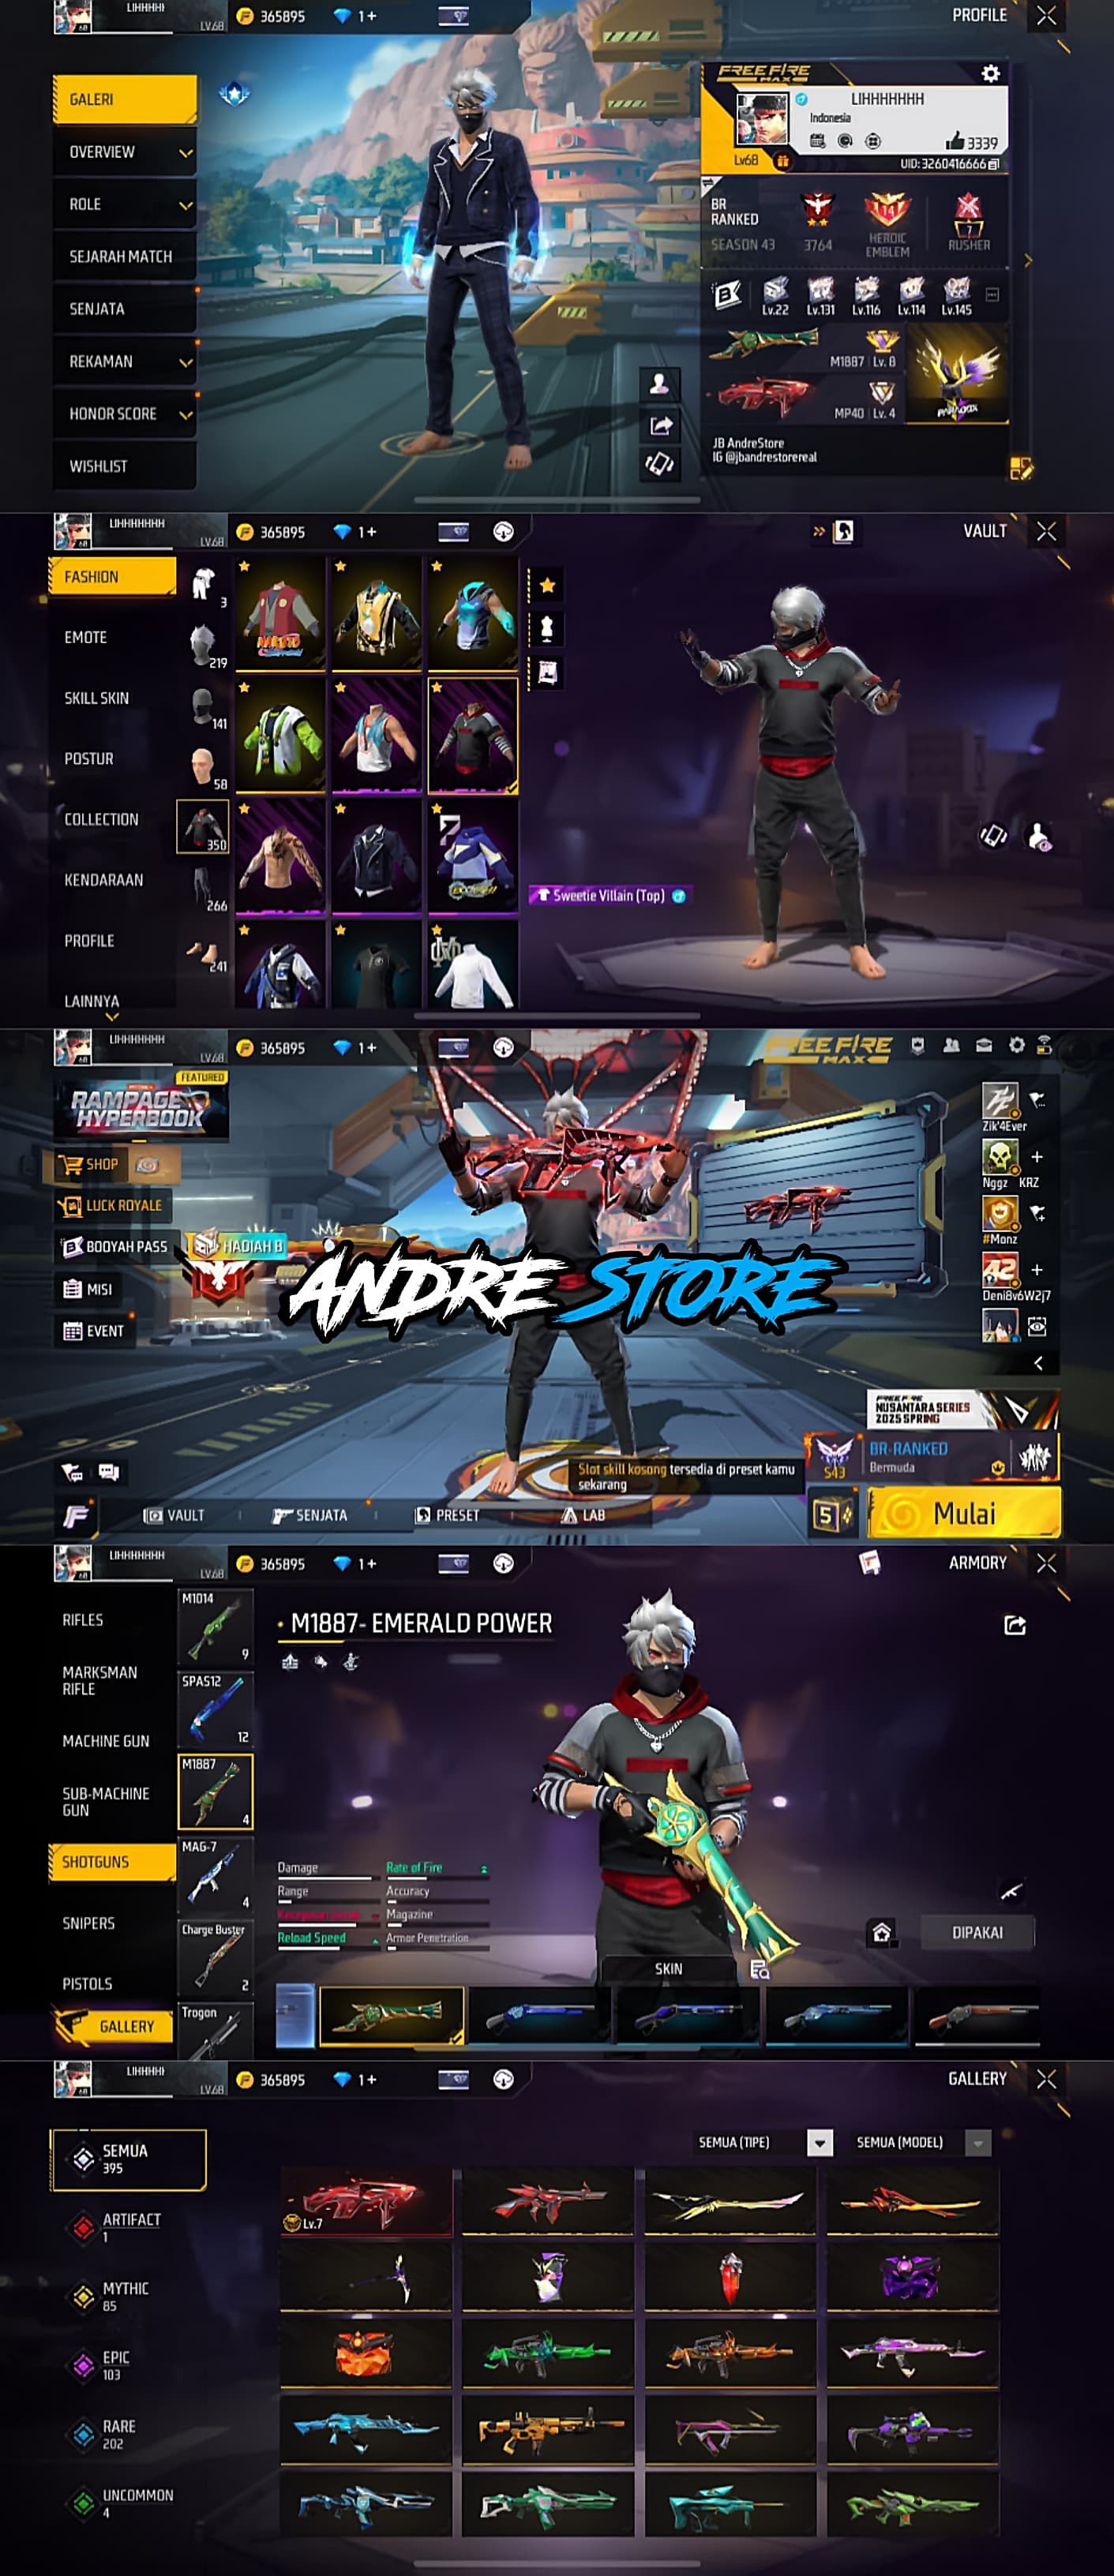 LIHHHHH
LV.68
365895
1+
PROFILE
GALERI
OVERVIEW
ROLE
SEJARAH MATCH
SENJATA
REKAMAN
HONOR SCORE
WISHLIST
FREE FIRE
MAX
LIHHHHHHH
Indonesia
3339
Lv68
UID: 3260416666
BR
RANKED
SEASON 43
3764
HEROIC
EMBLEM
7
RUSHER
Lv.22
Lv.131
Lv.116
Lv.114
Lv.145
M1887 Lv. 8
MP40 Lv. 4
PARADOX
JB AndreStore
IG @jbandrestorereal
LIHHHHHHH
LV.68
365895
1+
VAULT
FASHION
EMOTE
SKILL SKIN
POSTUR
COLLECTION
KENDARAAN
PROFILE
LAINNYA
3
219
141
58
350
266
241
NARUTO
Sweetie Villain (Top)
LIHHHHHHH
LV.68
365895
1+
FREE FIRE
MAX
FEATURED
RAMPAGE
HYPERBOOK
SHOP
LUCK ROYALE
BOOYAH PASS
HADIAH B
MISI
EVENT
ANDRE STORE
Zik'4Ever
Nggz KRZ
#Monz
Deni8v6W2j7
FREE FIRE
NUSANTARA SERIES
2025 SPRING
S43
BR-RANKED
Bermuda
Slot skill kosong tersedia di preset kamu
sekarang
VAULT
SENJATA
PRESET
LAB
5
Mulai
LIHHHHHHH
LV.68
365895
1+
ARMORY
RIFLES
MARKSMAN
RIFLE
MACHINE GUN
SUB-MACHINE
GUN
SHOTGUNS
SNIPERS
PISTOLS
GALLERY
M1014
9
SPAS12
12
M1887
4
MAG-7
4
Charge Buster
2
Trogon
M1887- EMERALD POWER
Damage
Rate of Fire
Range
Accuracy
Magazine
Reload Speed
Armor Penetration
DIPAKAI
SKIN
LIHHHHH
LV.68
365895
1+
GALLERY
SEMUA
395
ARTIFACT
1
MYTHIC
85
EPIC
103
RARE
202
UNCOMMON
4
SEMUA (TIPE)
SEMUA (MODEL)
Lv.7